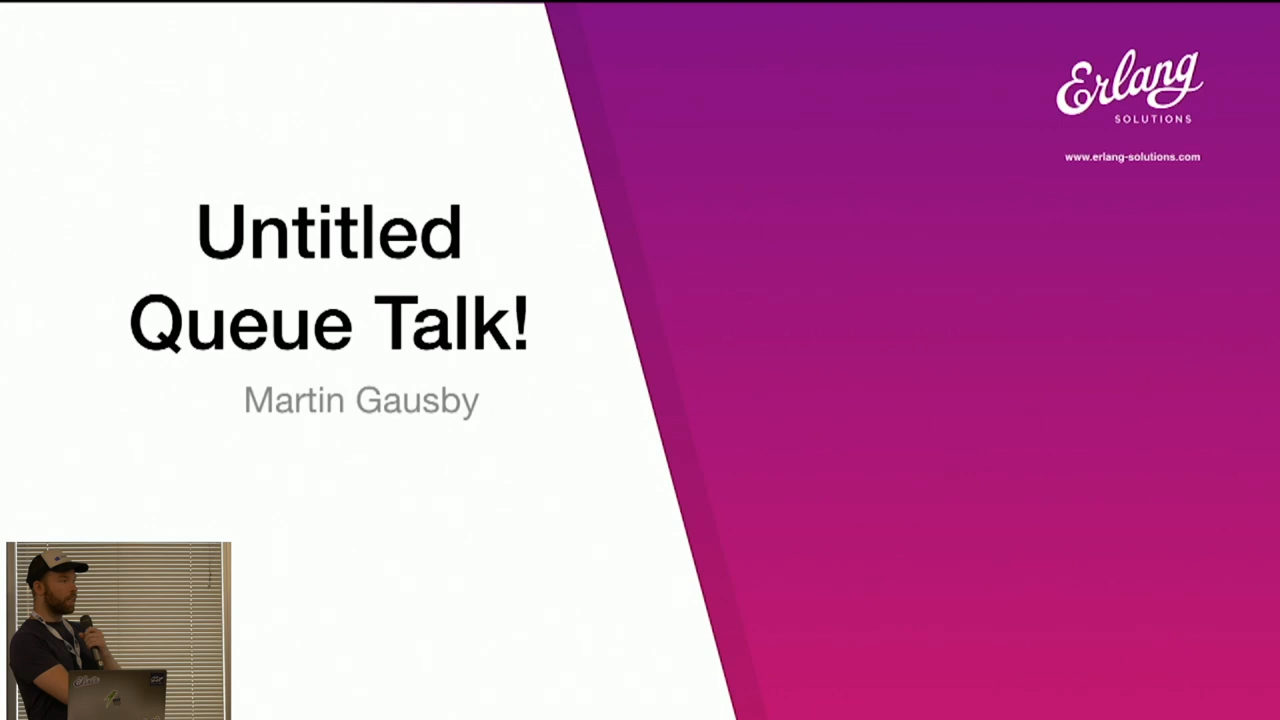 Erlang
SOLUTIONS
www.erlang-solutions.com
Untitled
Queue Talk!
Martin Gausby